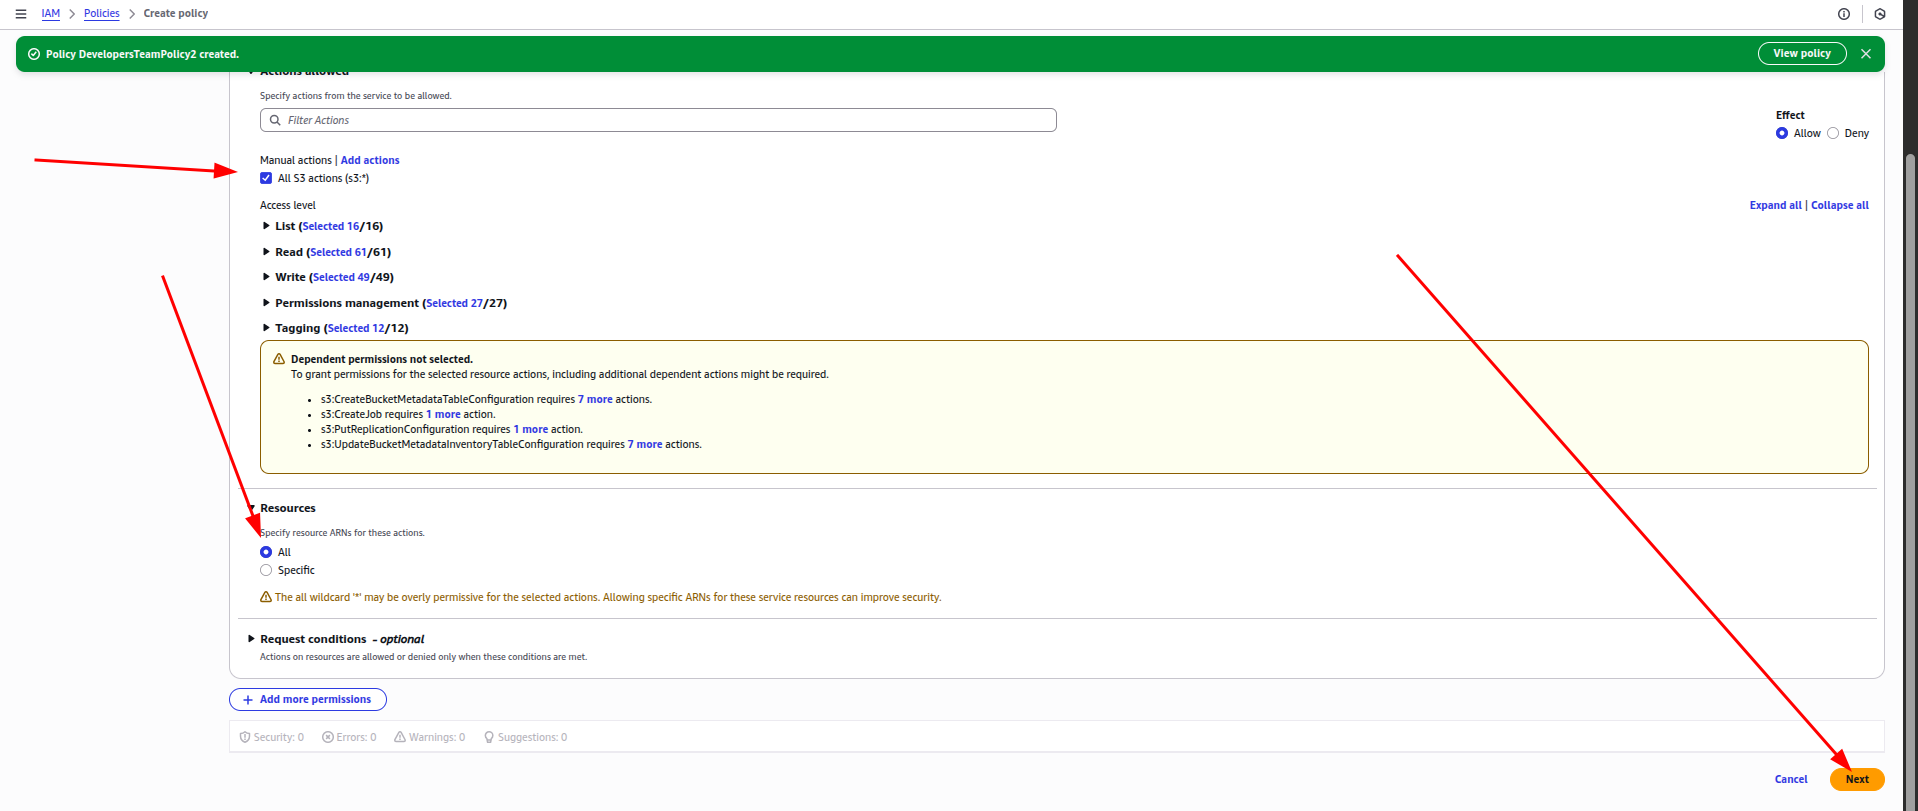 IAM > Policies > Create policy
Policy DevelopersTeamPolicy2 created.
View policy
Actions allowed
Specify actions from the service to be allowed.
Filter Actions
Effect
Allow Deny
Manual actions | Add actions
All S3 actions (s3:*)
Access level
Expand all | Collapse all
List (Selected 16/16)
Read (Selected 61/61)
Write (Selected 49/49)
Permissions management (Selected 27/27)
Tagging (Selected 12/12)
Dependent permissions not selected.
To grant permissions for the selected resource actions, including additional dependent actions might be required.
• s3:CreateBucketMetadataTableConfiguration requires 7 more actions.
• s3:CreateJob requires 1 more action.
• s3:PutReplicationConfiguration requires 1 more action.
• s3:UpdateBucketMetadataInventoryTableConfiguration requires 7 more actions.
Resources
Specify resource ARNs for these actions.
All
Specific
The all wildcard '*' may be overly permissive for the selected actions. Allowing specific ARNs for these service resources can improve security.
Request conditions - optional
Actions on resources are allowed or denied only when these conditions are met.
+ Add more permissions
Security: 0 Errors: 0 Warnings: 0 Suggestions: 0
Cancel Next